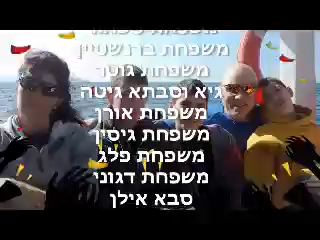 משפחת ברנשטיין
משפחת גוטר
גיא וסבתא גיטה
משפחת אורן
משפחת גיסין
משפחת פלג
משפחת דגוני
סבא אילן